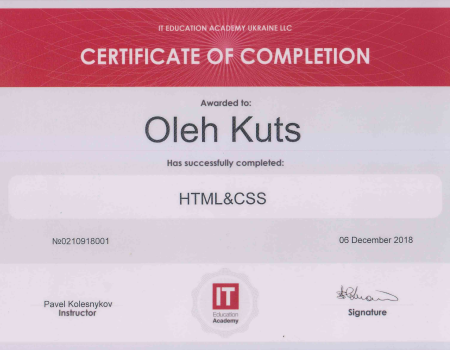 IT EDUCATION ACADEMY UKRAINE LLC
CERTIFICATE OF COMPLETION
Awarded to:
Oleh Kuts
Has successfully completed:
HTML&CSS
№0210918001
06 December 2018
Pavel Kolesnykov
Instructor
IT
Education
Academy
Signature